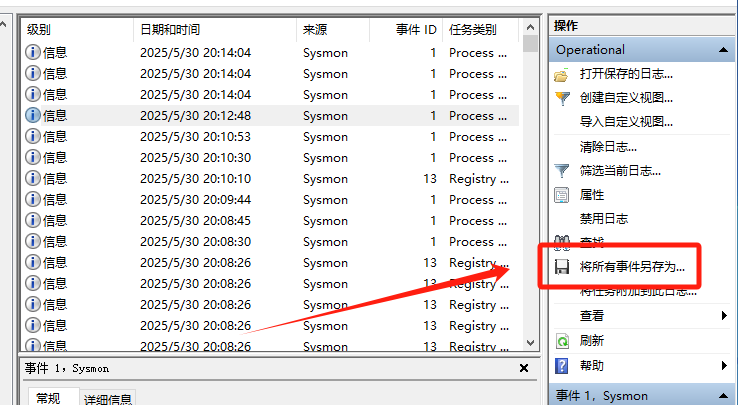 级别 日期和时间 来源 事件 ID 任务类别
信息 2025/5/30 20:14:04 Sysmon 1 Process ...
信息 2025/5/30 20:14:04 Sysmon 1 Process ...
信息 2025/5/30 20:14:04 Sysmon 1 Process ...
信息 2025/5/30 20:12:48 Sysmon 1 Process ...
信息 2025/5/30 20:10:53 Sysmon 1 Process ...
信息 2025/5/30 20:10:30 Sysmon 1 Process ...
信息 2025/5/30 20:10:10 Sysmon 13 Registry ...
信息 2025/5/30 20:09:44 Sysmon 1 Process ...
信息 2025/5/30 20:08:45 Sysmon 1 Process ...
信息 2025/5/30 20:08:30 Sysmon 1 Process ...
信息 2025/5/30 20:08:26 Sysmon 13 Registry ...
信息 2025/5/30 20:08:26 Sysmon 13 Registry ...
信息 2025/5/30 20:08:26 Sysmon 13 Registry ...
信息 2025/5/30 20:08:26 Sysmon 13 Registry ...
信息 2025/5/30 20:08:26 Sysmon 13 Registry ...
事件 1，Sysmon
常规 详细信息
操作
Operational
打开保存的日志...
创建自定义视图...
导入自定义视图...
清除日志...
筛选当前日志...
属性
禁用日志
查找
将所有事件另存为...
将任务附加到此日志...
查看
刷新
帮助
事件 1，Sysmon